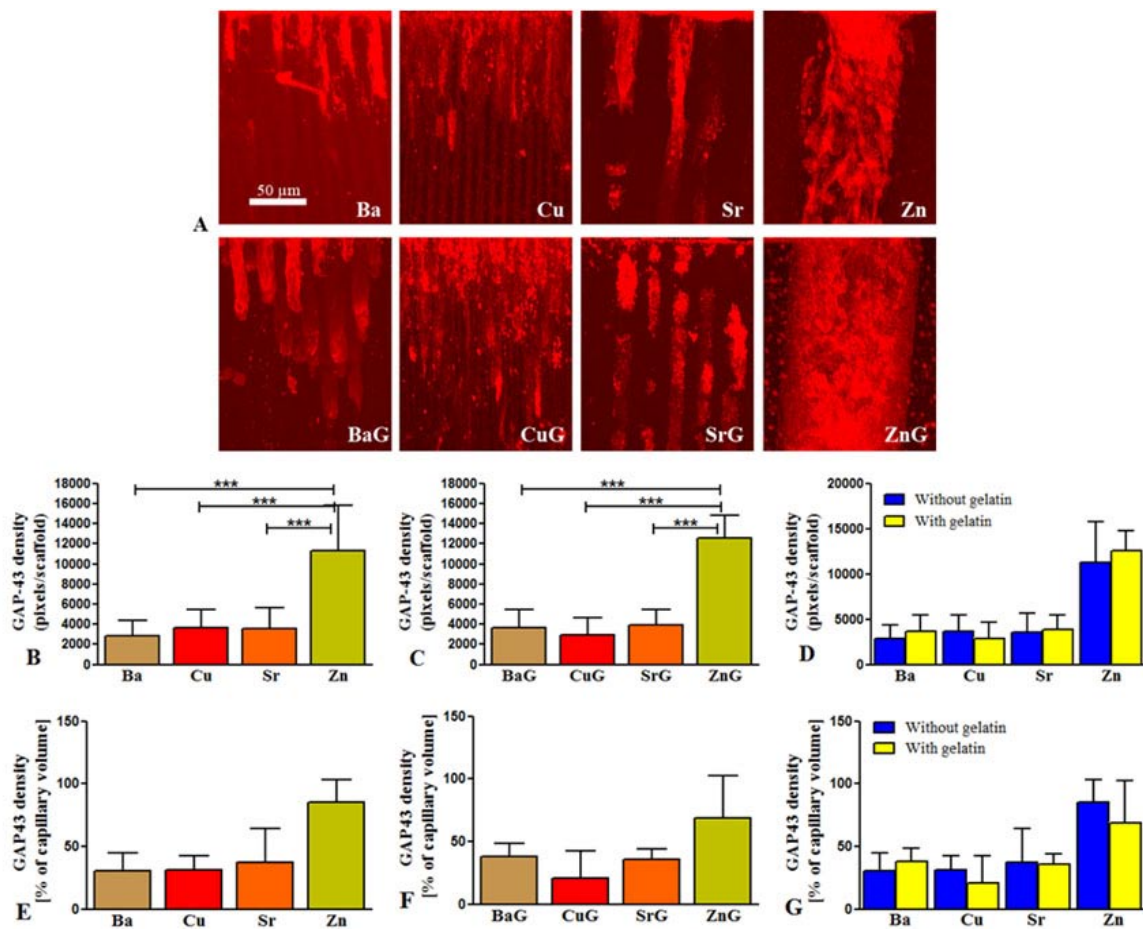 50 µm
Ba
Cu
Sr
Zn
A
BaG
CuG
SrG
ZnG
GAP-43 density
(pixels/scaffold)
18000
16000
14000
12000
10000
8000
6000
4000
2000
0
***
***
***
Ba
Cu
Sr
Zn
B
GAP-43 density
(pixels/scaffold)
18000
16000
14000
12000
10000
8000
6000
4000
2000
0
***
***
***
BaG
CuG
SrG
ZnG
C
GAP-43 density
(pixels/scaffold)
20000
15000
10000
5000
0
Without gelatin
With gelatin
Ba
Cu
Sr
Zn
D
GAP43 density
[% of capillary volume]
150
100
50
0
Ba
Cu
Sr
Zn
E
GAP43 density
[% of capillary volume]
150
100
50
0
BaG
CuG
SrG
ZnG
F
GAP43 density
[% of capillary volume]
150
100
50
0
Without gelatin
With gelatin
Ba
Cu
Sr
Zn
G